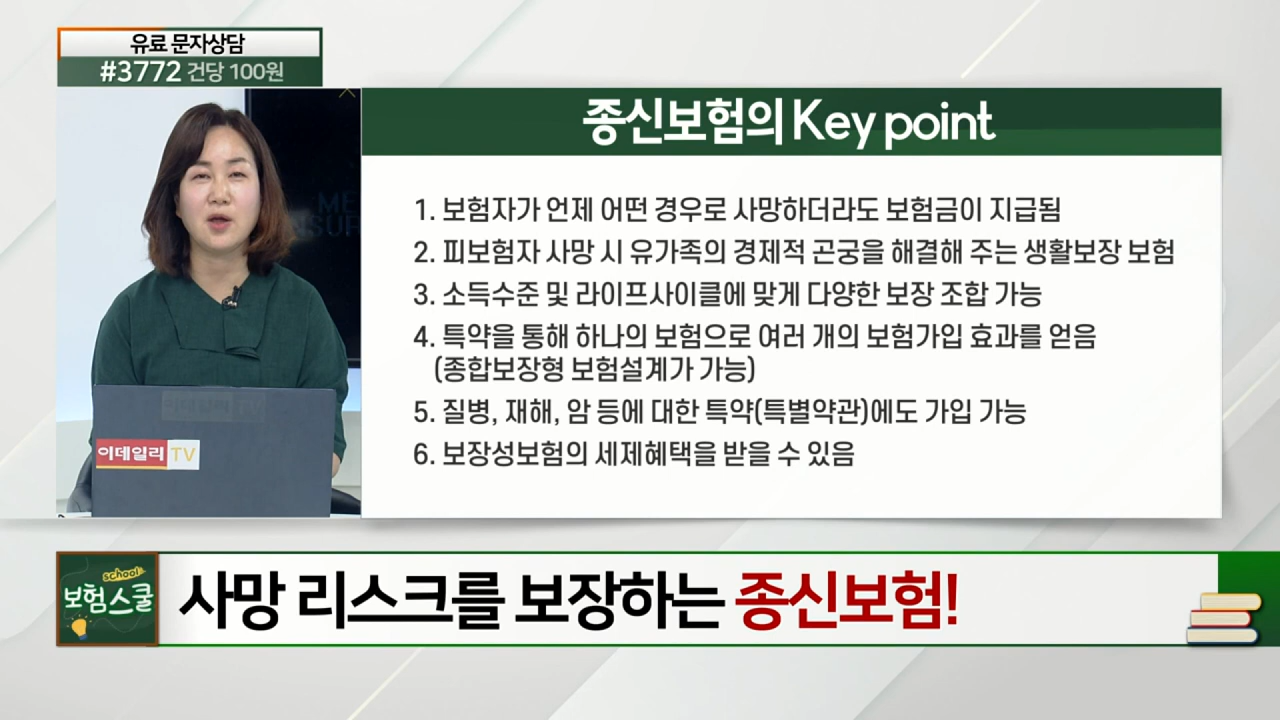 유료 문자상담
#3772 건당 100원
종신보험의 Key point
1. 보험자가 언제 어떤 경우로 사망하더라도 보험금이 지급됨
2. 피보험자 사망 시 유가족의 경제적 곤궁을 해결해 주는 생활보장 보험
3. 소득수준 및 라이프사이클에 맞게 다양한 보장 조합 가능
4. 특약을 통해 하나의 보험으로 여러 개의 보험가입 효과를 얻음
(종합보장형 보험설계가 가능)
5. 질병, 재해, 암 등에 대한 특약(특별약관)에도 가입 가능
6. 보장성보험의 세제혜택을 받을 수 있음
이데일리 TV
school
보험스쿨
사망 리스크를 보장하는 종신보험!